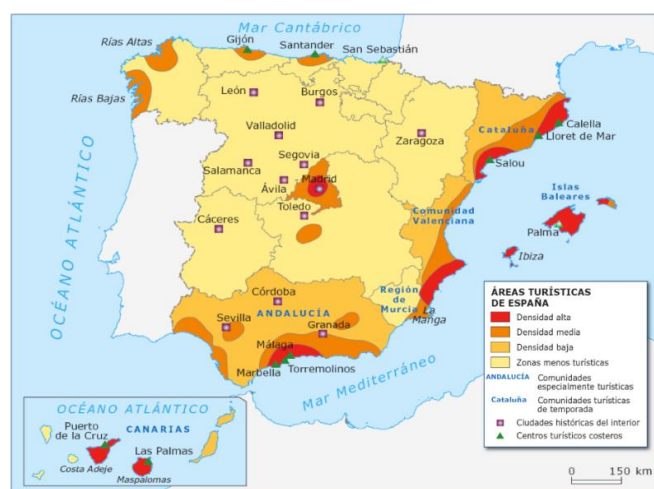 Mar Cantábrico
Rías Altas
Gijón
Santander
San Sebastián
Rías Bajas
León
Burgos
Valladolid
Zaragoza
Cataluña
Calella
Lloret de Mar
Segovia
Salamanca
Madrid
Salou
Ávila
Islas
Baleares
Toledo
Cáceres
Comunidad
Valenciana
Palma
Ibiza
OCÉANO ATLÁNTICO
Córdoba
Región
de
Murcia
La
Manga
ANDALUCÍA
Sevilla
Granada
Málaga
Marbella
Torremolinos
Mar Mediterráneo
ÁREAS TURÍSTICAS
DE ESPAÑA
Densidad alta
Densidad media
Densidad baja
Zonas menos turísticas
ANDALUCÍA Comunidades
especialmente turísticas
Cataluña Comunidades turísticas
de temporada
Ciudades históricas del interior
Centros turísticos costeros
0 150 km
OCÉANO ATLÁNTICO
Puerto
de la Cruz
CANARIAS
Las Palmas
Costa Adeje
Maspalomas